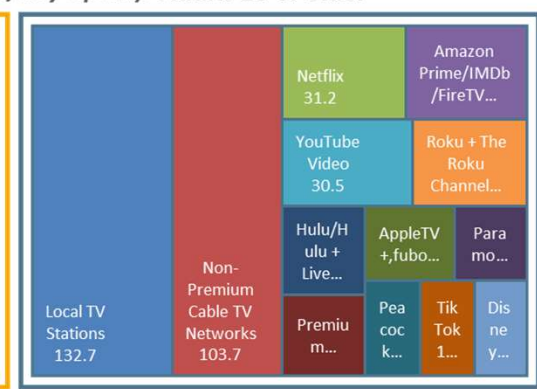 Local TV
Stations
132.7
Non-
Premium
Cable TV
Networks
103.7
Netflix
31.2
Amazon
Prime/IMDb
/FireTV...
YouTube
Video
30.5
Roku + The
Roku
Channel...
Hulu/H
ulu +
Live...
AppleTV
+,fubo...
Para
mo...
Premiu
m...
Pea
coc
k...
Tik
Tok
1...
Dis
ne
y...